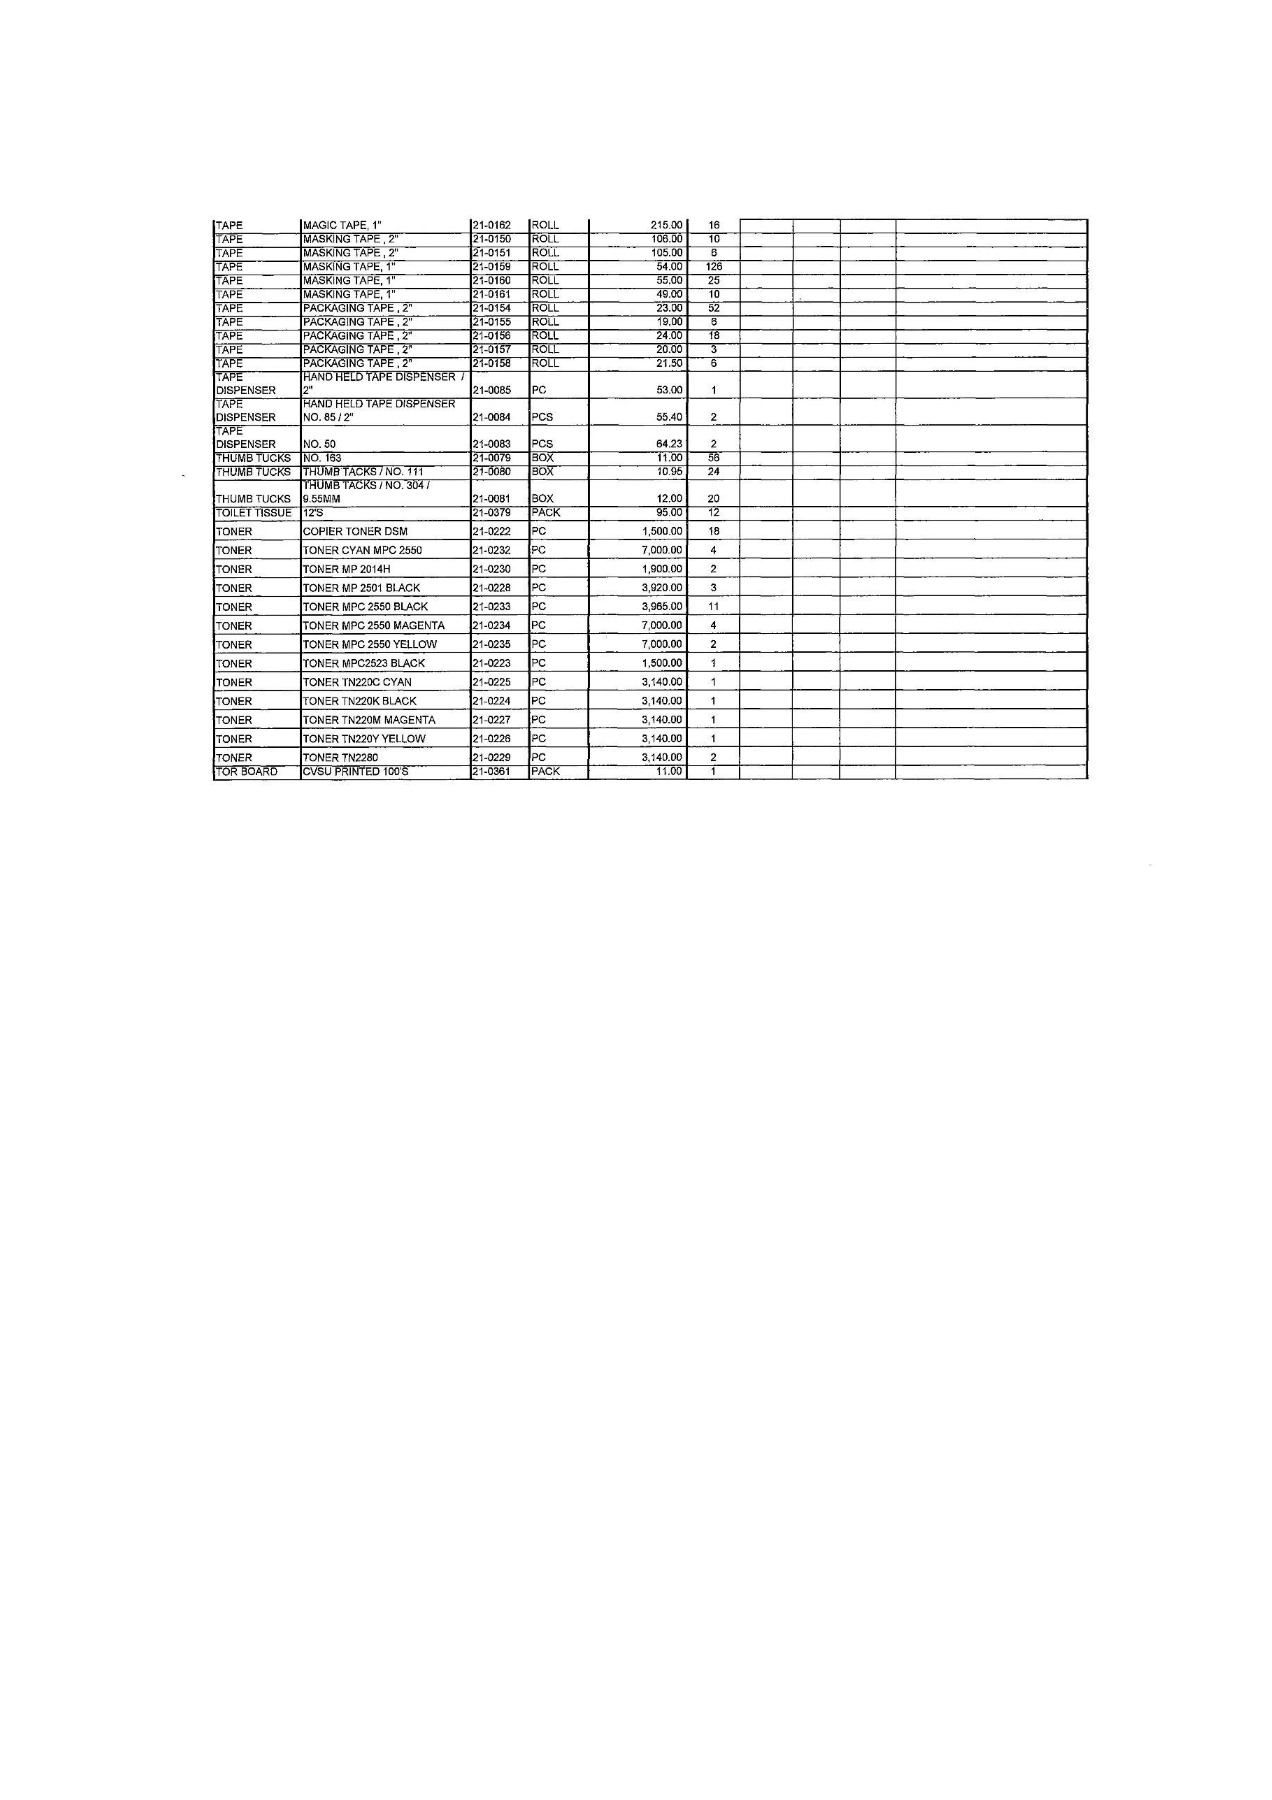 TAPE MAGIC TAPE, 1" 21-0162 ROLL 215.00 16
TAPE MASKING TAPE , 2" 21-0150 ROLL 106.00 10
TAPE MASKING TAPE , 2" 21-0151 ROLL 105.00 6
TAPE MASKING TAPE, 1" 21-0159 ROLL 54.00 126
TAPE MASKING TAPE, 1" 21-0160 ROLL 55.00 25
TAPE MASKING TAPE, 1" 21-0161 ROLL 49.00 10
TAPE PACKAGING TAPE , 2" 21-0154 ROLL 23.00 52
TAPE PACKAGING TAPE , 2" 21-0155 ROLL 19.00 6
TAPE PACKAGING TAPE , 2" 21-0156 ROLL 24.00 18
TAPE PACKAGING TAPE , 2" 21-0157 ROLL 20.00 3
TAPE PACKAGING TAPE , 2" 21-0158 ROLL 21.50 6
TAPE HAND HELD TAPE DISPENSER /
DISPENSER 2" 21-0085 PC 53.00 1
TAPE HAND HELD TAPE DISPENSER
DISPENSER NO. 85 / 2" 21-0084 PCS 55.40 2
TAPE
DISPENSER NO. 50 21-0083 PCS 64.23 2
THUMB TUCKS NO. 163 21-0079 BOX 11.00 56
THUMB TUCKS THUMB TACKS / NO. 111 21-0080 BOX 10.95 24
THUMB TACKS / NO. 304 /
THUMB TUCKS 9.55MM 21-0081 BOX 12.00 20
TOILET TISSUE 12'S 21-0379 PACK 95.00 12
TONER COPIER TONER DSM 21-0222 PC 1,500.00 18
TONER TONER CYAN MPC 2550 21-0232 PC 7,000.00 4
TONER TONER MP 2014H 21-0230 PC 1,900.00 2
TONER TONER MP 2501 BLACK 21-0228 PC 3,920.00 3
TONER TONER MPC 2550 BLACK 21-0233 PC 3,965.00 11
TONER TONER MPC 2550 MAGENTA 21-0234 PC 7,000.00 4
TONER TONER MPC 2550 YELLOW 21-0235 PC 7,000.00 2
TONER TONER MPC2523 BLACK 21-0223 PC 1,500.00 1
TONER TONER TN220C CYAN 21-0225 PC 3,140.00 1
TONER TONER TN220K BLACK 21-0224 PC 3,140.00 1
TONER TONER TN220M MAGENTA 21-0227 PC 3,140.00 1
TONER TONER TN220Y YELLOW 21-0226 PC 3,140.00 1
TONER TONER TN2280 21-0229 PC 3,140.00 2
TOR BOARD CVSU PRINTED 100'S 21-0361 PACK 11.00 1